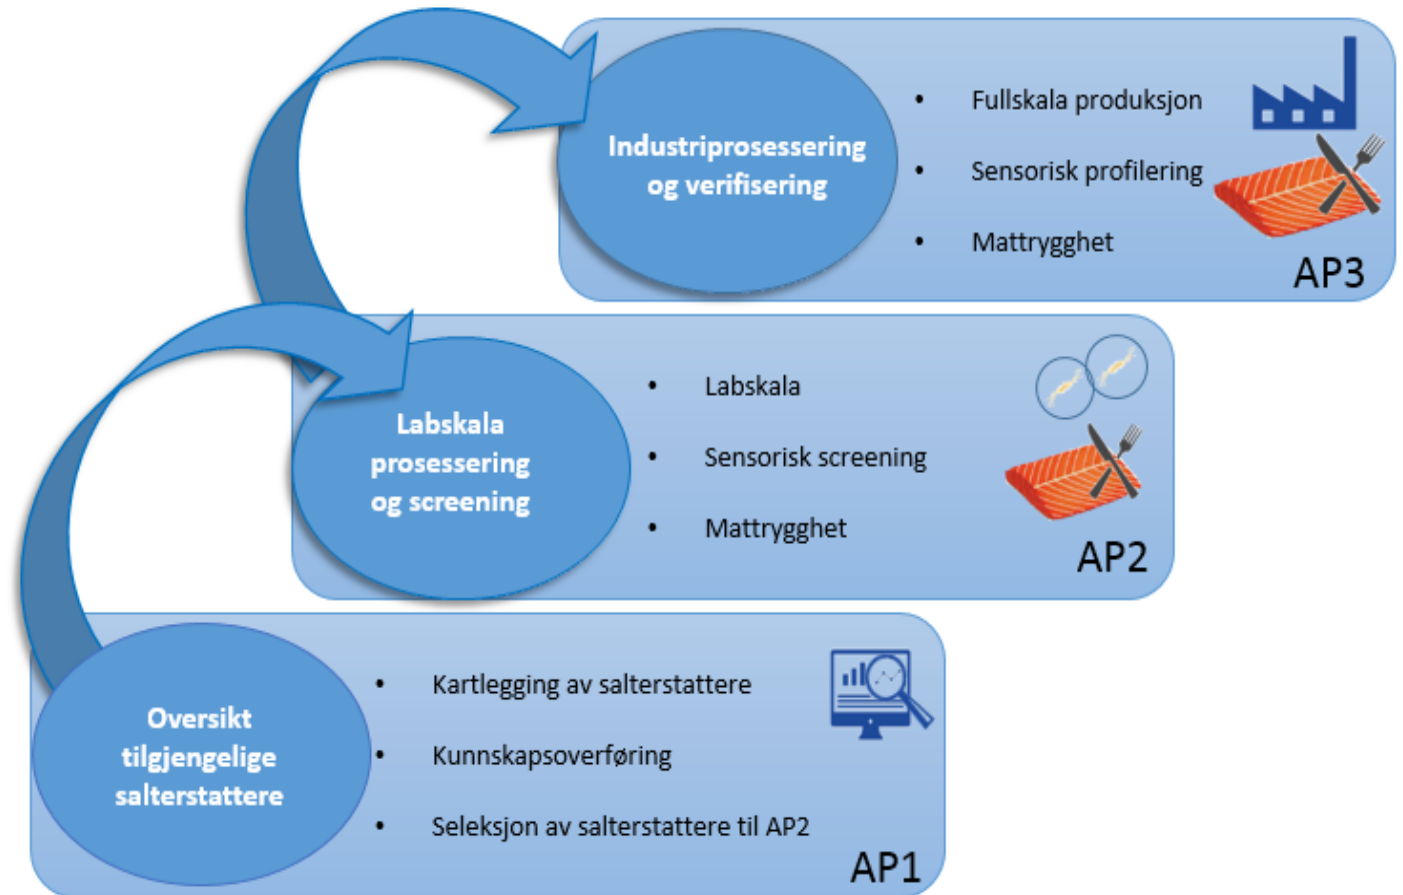 Industriprosessering
og verifisering
• Fullskala produksjon
• Sensorisk profilering
• Mattrygghet
AP3
Labskala
prosessering
og screening
• Labskala
• Sensorisk screening
• Mattrygghet
AP2
Oversikt
tilgjengelige
salterstattere
• Kartlegging av salterstattere
• Kunnskapsoverføring
• Seleksjon av salterstattere til AP2
AP1